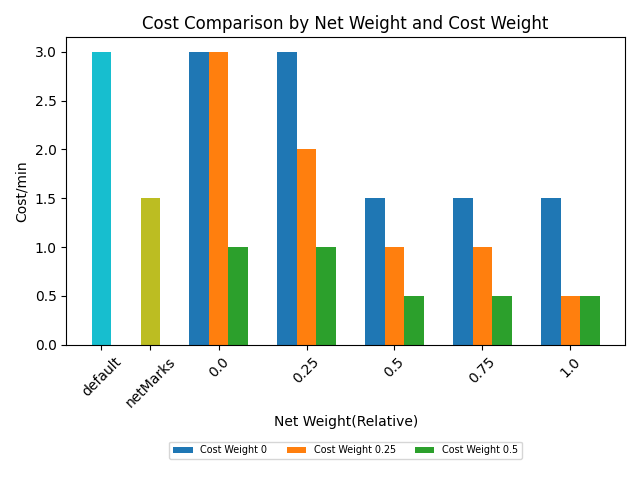 Cost Comparison by Net Weight and Cost Weight
Cost/min
3.0
2.5
2.0
1.5
1.0
0.5
0.0
default
netMarks
0.0
0.25
0.5
0.75
1.0
Net Weight(Relative)
Cost Weight 0
Cost Weight 0.25
Cost Weight 0.5